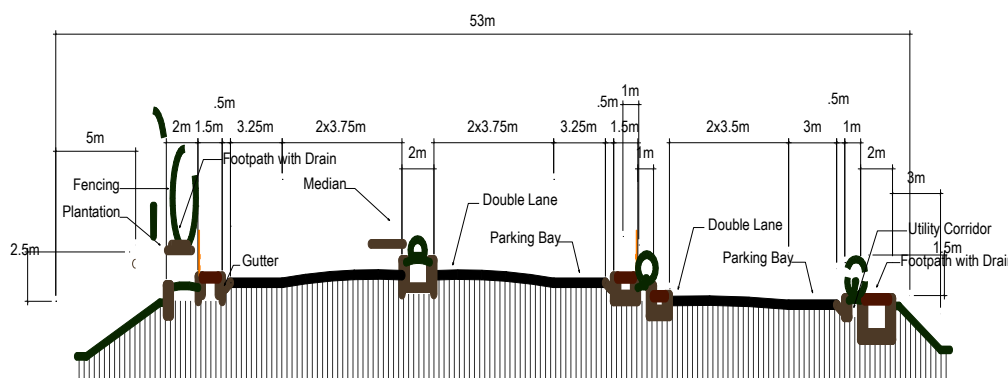 53m
1m
.5m .5m .5m
2m 1.5m 3.25m 2x3.75m 2x3.75m 3.25m 1.5m 2x3.5m 3m 1m
5m 2m 1m 2m
Footpath with Drain
3m
Fencing Median
Double Lane
Plantation
Double Lane Utility Corridor
Parking Bay
2.5m 1.5m
Gutter Parking Bay Footpath with Drain